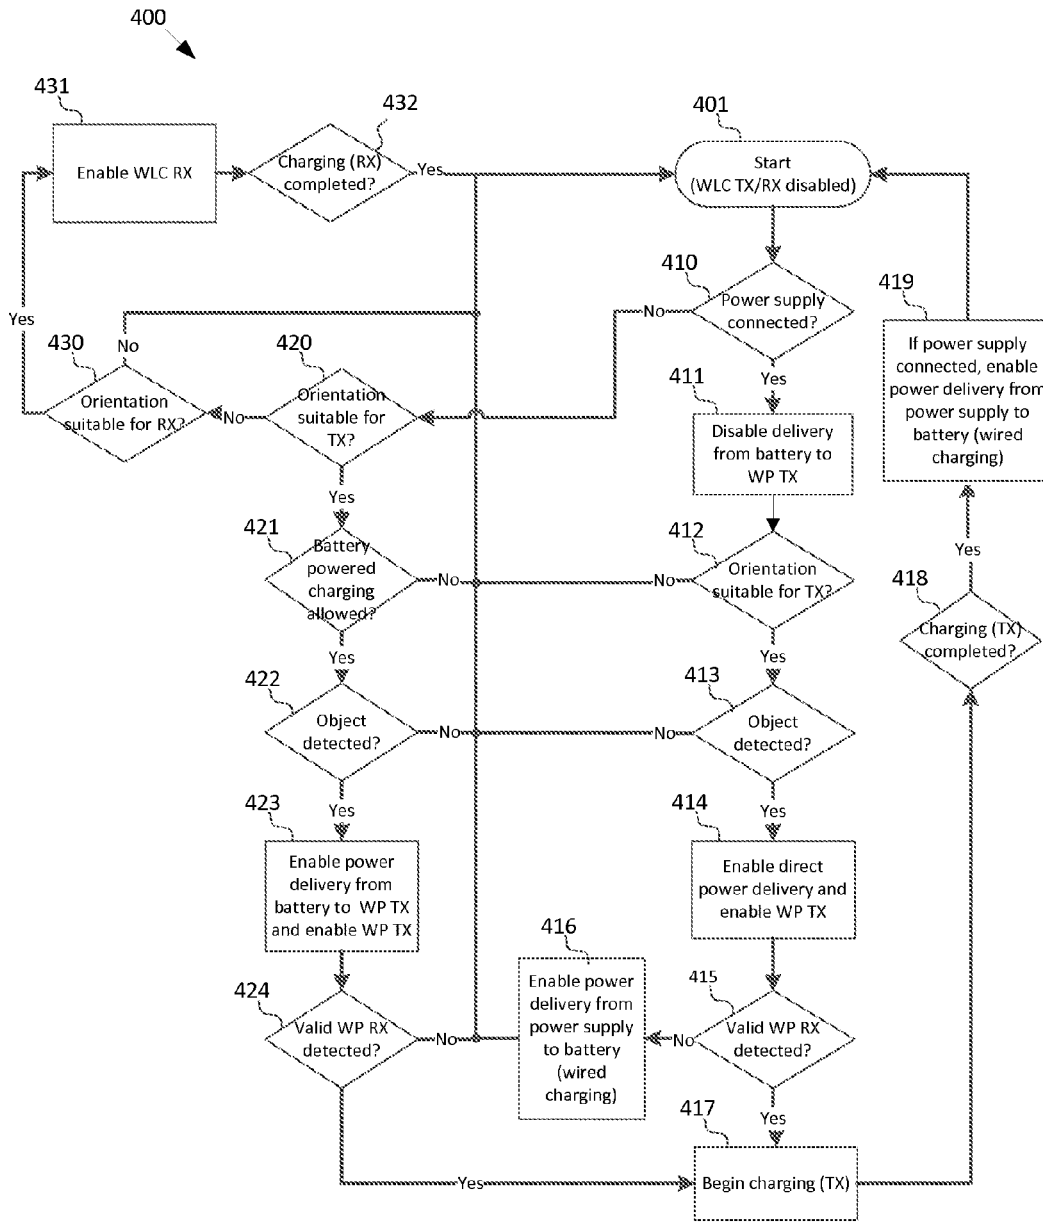 400
431
Enable WLC RX
432
Charging (RX)
completed?
Yes
401
Start
(WLC TX/RX disabled)
410
Power supply
connected?
No
Yes
419
If power supply
connected, enable
power delivery from
power supply to
battery (wired
charging)
Yes
430
No
Orientation
suitable for RX?
No
420
Orientation
suitable for
TX?
Yes
411
Disable delivery
from battery to
WP TX
421
Battery
powered
charging
allowed?
No
Yes
412
Orientation
suitable for TX?
No
Yes
418
Charging (TX)
completed?
Yes
422
Object
detected?
No
Yes
413
Object
detected?
No
Yes
423
Enable power
delivery from
battery to WP TX
and enable WP TX
414
Enable direct
power delivery and
enable WP TX
424
Valid WP RX
detected?
No
Yes
416
Enable power
delivery from
power supply
to battery
(wired
charging)
415
Valid WP RX
detected?
No
Yes
417
Begin charging (TX)